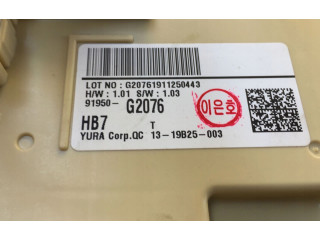 LOT NO : G20761911250443
H/W : 1.01 S/W : 1.03
91950- G2076
이은호
HB7 T
YURA Corp.QC 13-19B25-003